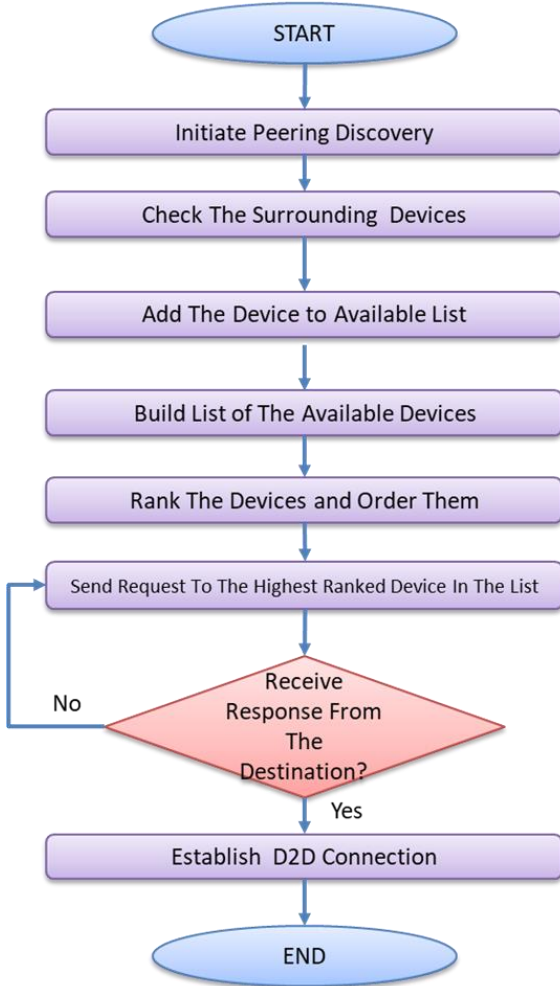 START
Initiate Peering Discovery
Check The Surrounding Devices
Add The Device to Available List
Build List of The Available Devices
Rank The Devices and Order Them
Send Request To The Highest Ranked Device In The List
Receive
Response From
The
Destination?
No
Yes
Establish D2D Connection
END